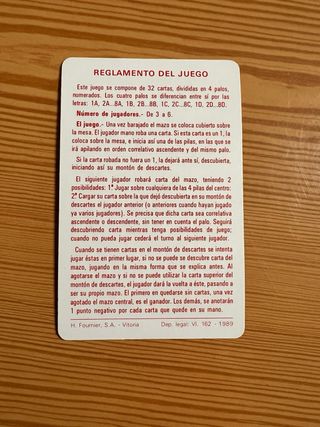 REGLAMENTO DEL JUEGO
Este juego se compone de 32 cartas, divididas en 4 palos,
numerados. Los cuatro palos se diferencian entre sí por las
letras: 1A, 2A...8A, 1B, 2B...8B, 1C, 2C...8C, 1D, 2D...8D.
Número de jugadores.- De 3 a 6.
El juego.- Una vez barajado el mazo se coloca cubierto sobre
la mesa. El jugador mano roba una carta. Si esta carta es un 1, la
coloca sobre la mesa, e inicia así una de las pilas, en las que se
irá apilando en orden correlativo ascendente y del mismo palo.
Si la carta robada no fuera un 1, la dejará ante sí, descubierta,
iniciando así su montón de descartes.
El siguiente jugador robará carta del mazo, teniendo 2
posibilidades: 1ª Jugar sobre cualquiera de las 4 pilas del centro:
2ª Cargar su carta sobre la que dejó descubierta en su montón
de descartes el jugador anterior (o anteriores cuando hayan jugado
ya varios jugadores). Se precisa que dicha carta sea correlativa
ascendente o descendente, sin tener en cuenta el palo. Seguirá
descubriendo cartas mientras tenga posibilidades de juego;
cuando no pueda jugar cederá el turno al siguiente jugador.
Cuando se tienen cartas en el montón de descartes se intenta
jugar éstas en primer lugar, si no se puede se descubre carta del
mazo, jugando en la misma forma que se explica antes. Al
agotarse el mazo y si no se puede utilizar la carta superior del
montón de descartes, el jugador dará la vuelta a éste, pasando a
ser su propio mazo. El primero en quedarse sin cartas, una vez
agotado el mazo central, es el ganador. Los demás, se anotarán
1 punto negativo por cada carta que quede en su mano.
H. Fournier, S.A. - Vitoria Dep. legal: VI. 162 - 1989